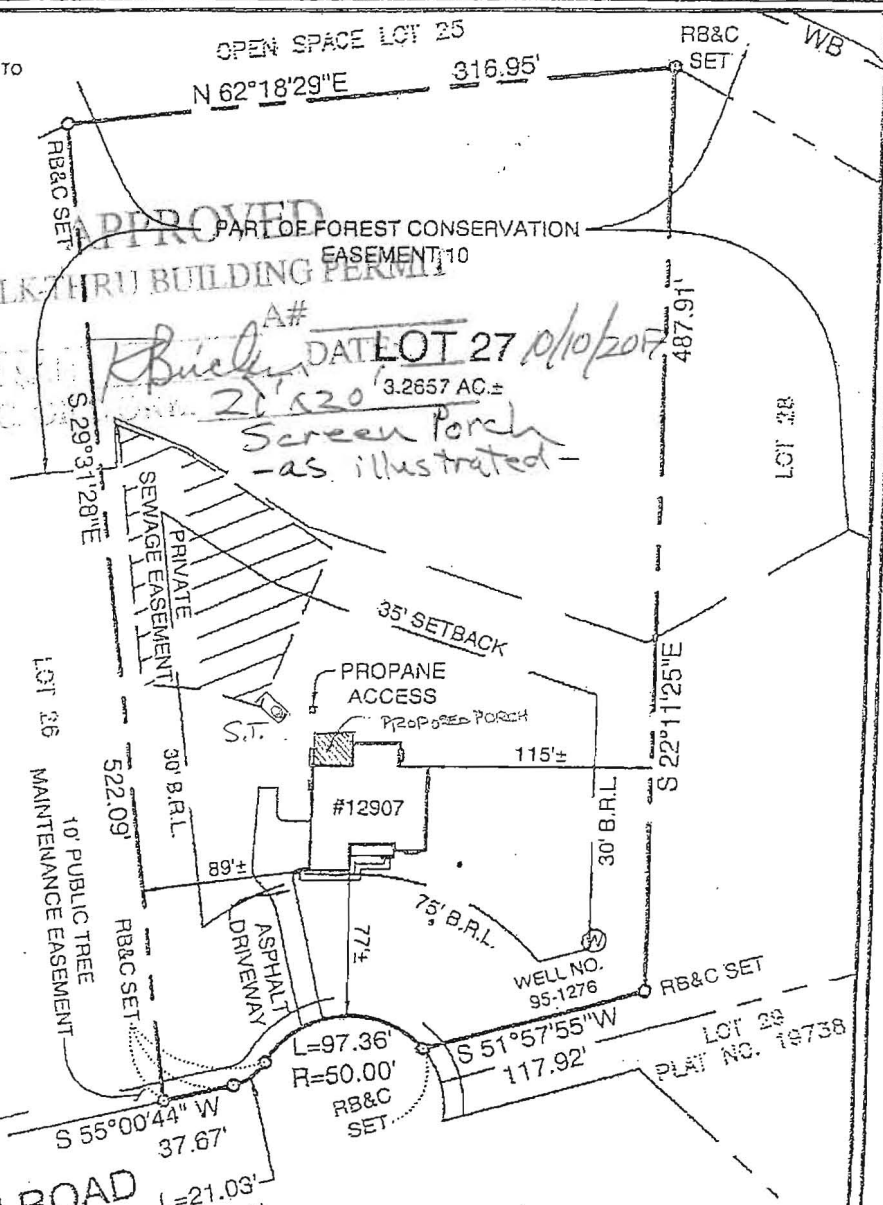 TO
OPEN SPACE LOT 25
RB&C
SET
WB
N 62°18'29"E 316.95'
RB&C SET
APPROVED
PART OF FOREST CONSERVATION
EASEMENT 10
LK-THRU BUILDING PERMIT
A#
DATE
LOT 27
10/10/2017
3.2657 AC.±
21' x 20'
Screen Porch
-as illustrated-
487.91'
LOT 28
S 29°31'28"E
PRIVATE
SEWAGE EASEMENT
35' SETBACK
S 22°11'25"E
PROPANE
ACCESS
PROPOSED PORCH
S.T.
LOT 26
30' B.R.L.
115'±
#12907
522.09'
10' PUBLIC TREE
MAINTENANCE EASEMENT
30' B.R.L.
89'±
75' B.R.L.
77'±
ASPHALT
DRIVEWAY
RB&C SET
W
WELL NO.
95-1276
RB&C SET
S 51°57'55"W
117.92'
LOT 29
PLAT NO. 19738
L=97.36'
R=50.00'
RB&C
SET
S 55°00'44" W
37.67'
ROAD
L=21.03'